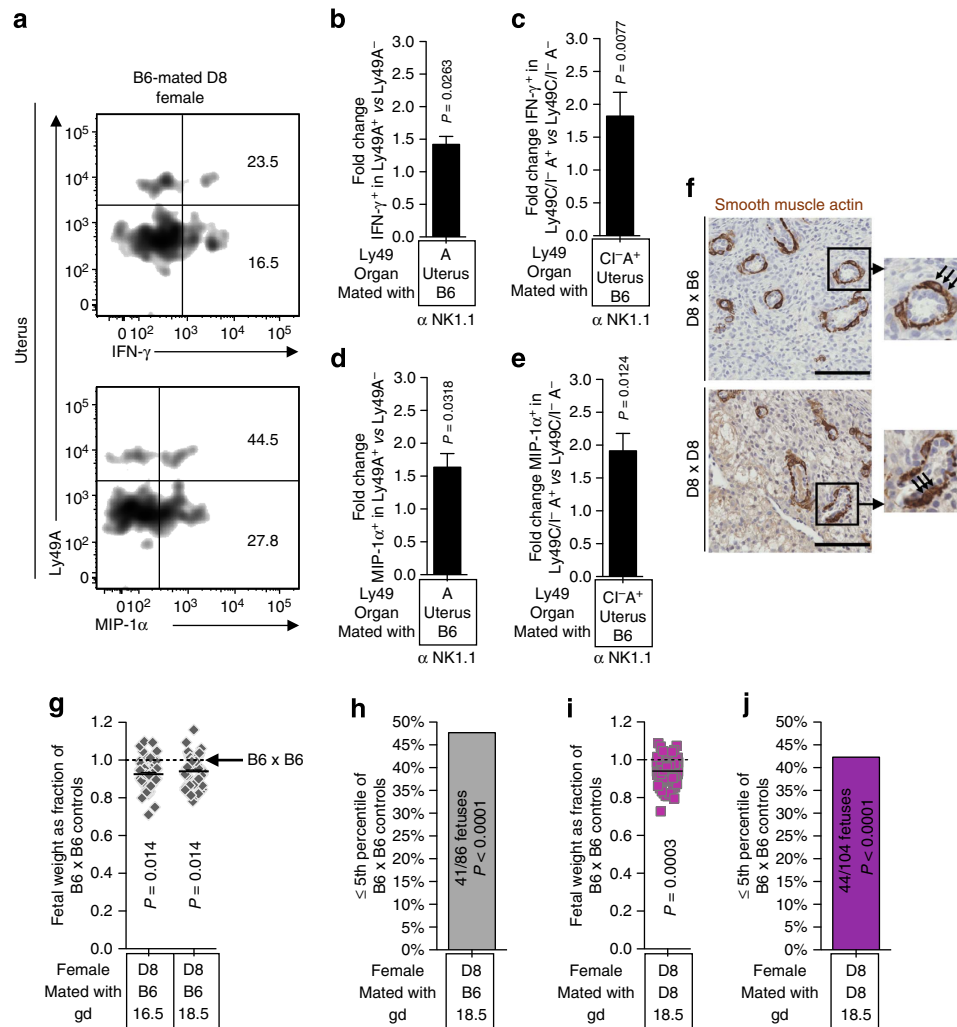 a
B6-mated D8
female
Uterus
Ly49A
10⁵
10⁴
10³
10²
0
23.5
16.5
0 10² 10³ 10⁴ 10⁵
IFN-γ
10⁵
10⁴
10³
10²
0
44.5
27.8
0 10² 10³ 10⁴ 10⁵
MIP-1α
b
Fold change
IFN-γ⁺ in Ly49A⁺ vs Ly49A⁻
3.0
2.5
2.0
1.5
1.0
0.5
0.0
P = 0.0263
Ly49 A
Organ Uterus
Mated with B6
α NK1.1
c
Fold change IFN-γ⁺ in
Ly49C/I⁻ A⁺ vs Ly49C/I⁻ A⁻
3.0
2.5
2.0
1.5
1.0
0.5
0.0
P = 0.0077
CI⁻A⁺
Uterus
B6
α NK1.1
d
Fold change
MIP-1α⁺ in Ly49A⁺ vs Ly49A⁻
3.0
2.5
2.0
1.5
1.0
0.5
0.0
P = 0.0318
Ly49 A
Organ Uterus
Mated with B6
α NK1.1
e
Fold change MIP-1α⁺ in
Ly49C/I⁻ A⁺ vs Ly49C/I⁻ A⁻
3.0
2.5
2.0
1.5
1.0
0.5
0.0
P = 0.0124
CI⁻A⁺
Uterus
B6
α NK1.1
f
Smooth muscle actin
D8 x B6
D8 x D8
g
Fetal weight as fraction of
B6 x B6 controls
1.2
1.0
0.8
0.6
0.4
0.2
0.0
B6 x B6
P = 0.014
P = 0.014
Female D8 D8
Mated with B6 B6
gd 16.5 18.5
h
≤ 5th percentile of
B6 x B6 controls
50%
45%
40%
35%
30%
25%
20%
15%
10%
5%
0%
41/86 fetuses
P < 0.0001
Female D8
Mated with B6
gd 18.5
i
Fetal weight as fraction of
B6 x B6 controls
1.2
1.0
0.8
0.6
0.4
0.2
0.0
P = 0.0003
Female D8
Mated with D8
gd 18.5
j
≤ 5th percentile of
B6 x B6 controls
50%
45%
40%
35%
30%
25%
20%
15%
10%
5%
0%
44/104 fetuses
P < 0.0001
Female D8
Mated with D8
gd 18.5